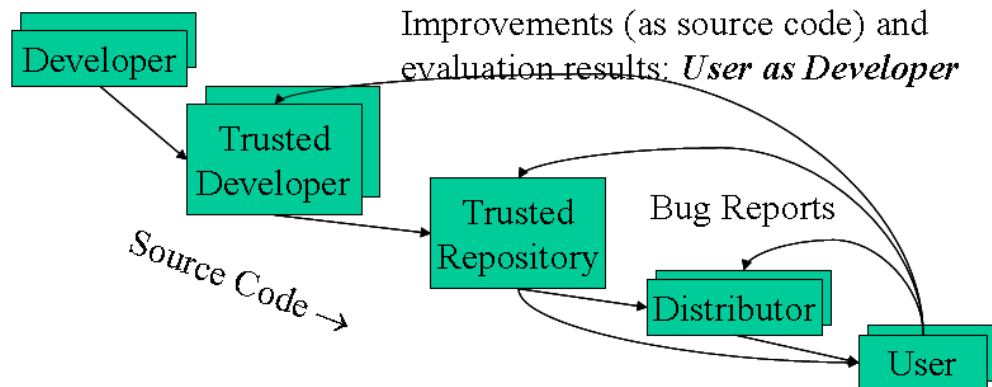 Improvements (as source code) and
evaluation results: User as Developer
Developer
Trusted
Developer
Trusted
Repository
Bug Reports
Source Code →
Distributor
User